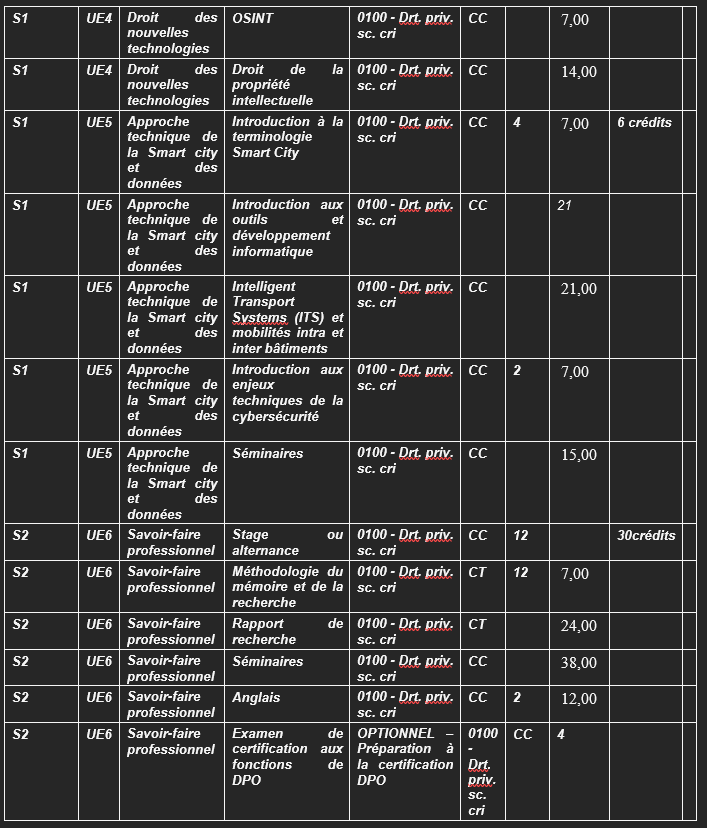 S1 UE4 Droit des nouvelles technologies OSINT 0100 - Drt. priv. sc. cri CC 7,00
S1 UE4 Droit des nouvelles technologies Droit de la propriété intellectuelle 0100 - Drt. priv. sc. cri CC 14,00
S1 UE5 Approche technique de la Smart city et des données Introduction à la terminologie Smart City 0100 - Drt. priv. sc. cri CC 4 7,00 6 crédits
S1 UE5 Approche technique de la Smart city et des données Introduction aux outils et développement informatique 0100 - Drt. priv. sc. cri CC 21
S1 UE5 Approche technique de la Smart city et des données Intelligent Transport Systems (ITS) et mobilités intra et inter bâtiments 0100 - Drt. priv. sc. cri CC 21,00
S1 UE5 Approche technique de la Smart city et des données Introduction aux enjeux techniques de la cybersécurité 0100 - Drt. priv. sc. cri CC 2 7,00
S1 UE5 Approche technique de la Smart city et des données Séminaires 0100 - Drt. priv. sc. cri CC 15,00
S2 UE6 Savoir-faire professionnel Stage ou alternance 0100 - Drt. priv. sc. cri CC 12 30crédits
S2 UE6 Savoir-faire professionnel Méthodologie du mémoire et de la recherche 0100 - Drt. priv. sc. cri CT 12 7,00
S2 UE6 Savoir-faire professionnel Rapport de recherche 0100 - Drt. priv. sc. cri CT 24,00
S2 UE6 Savoir-faire professionnel Séminaires 0100 - Drt. priv. sc. cri CC 38,00
S2 UE6 Savoir-faire professionnel Anglais 0100 - Drt. priv. sc. cri CC 2 12,00
S2 UE6 Savoir-faire professionnel Examen de certification aux fonctions de DPO OPTIONNEL – Préparation à la certification DPO 0100 - Drt. priv. sc. cri CC 4